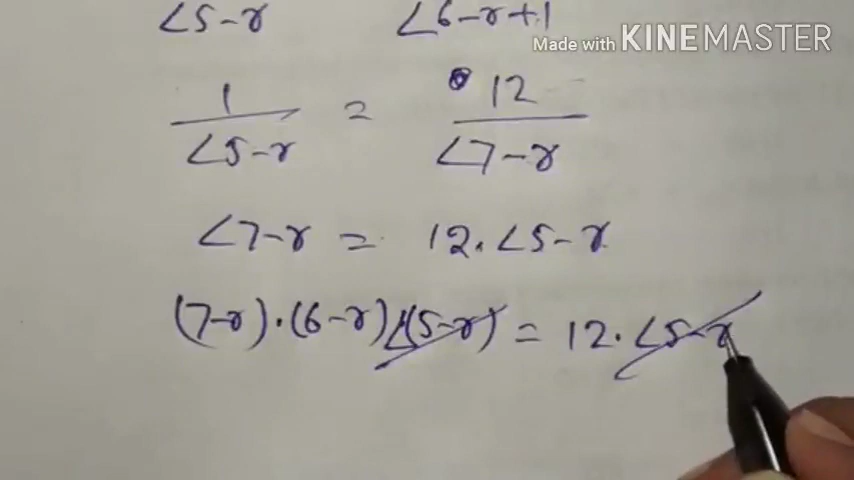 ∠5-r ∠6-r+1
Made with KINEMASTER
1/∠5-r = 12/∠7-r
∠7-r = 12.∠5-r
(7-r).(6-r)∠(5-r) = 12.∠5-r